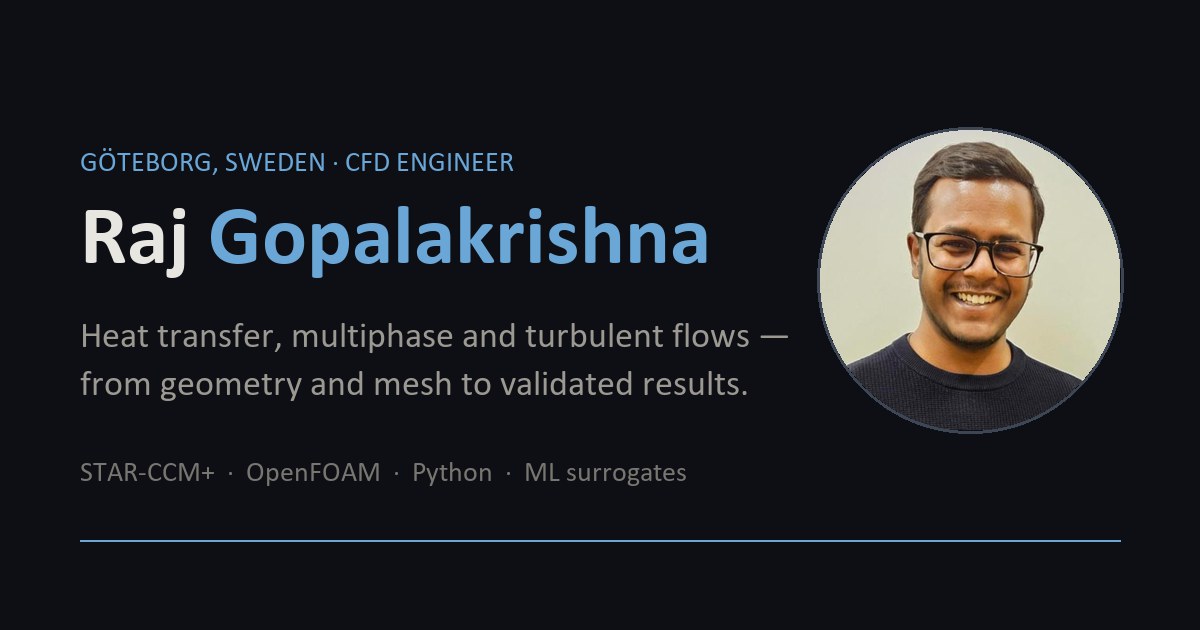 GÖTEBORG, SWEDEN · CFD ENGINEER
Raj Gopalakrishna
Heat transfer, multiphase and turbulent flows —
from geometry and mesh to validated results.
STAR-CCM+ · OpenFOAM · Python · ML surrogates